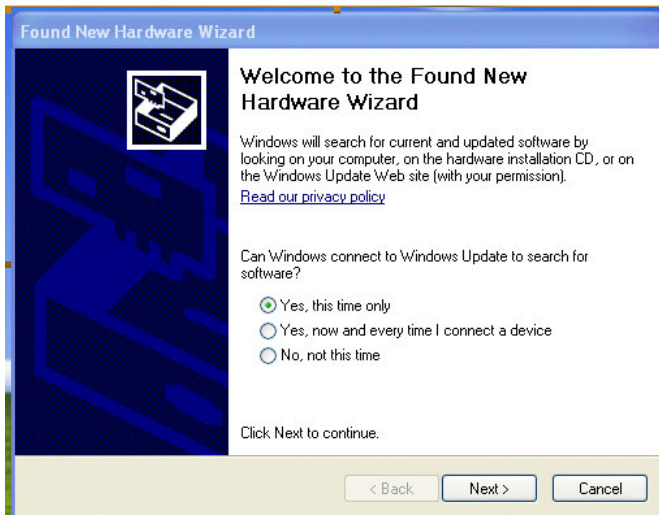 Found New Hardware Wizard
Welcome to the Found New
Hardware Wizard
Windows will search for current and updated software by
looking on your computer, on the hardware installation CD, or on
the Windows Update Web site (with your permission).
Read our privacy policy
Can Windows connect to Windows Update to search for
software?
Yes, this time only
Yes, now and every time I connect a device
No, not this time
Click Next to continue.
< Back Next > Cancel